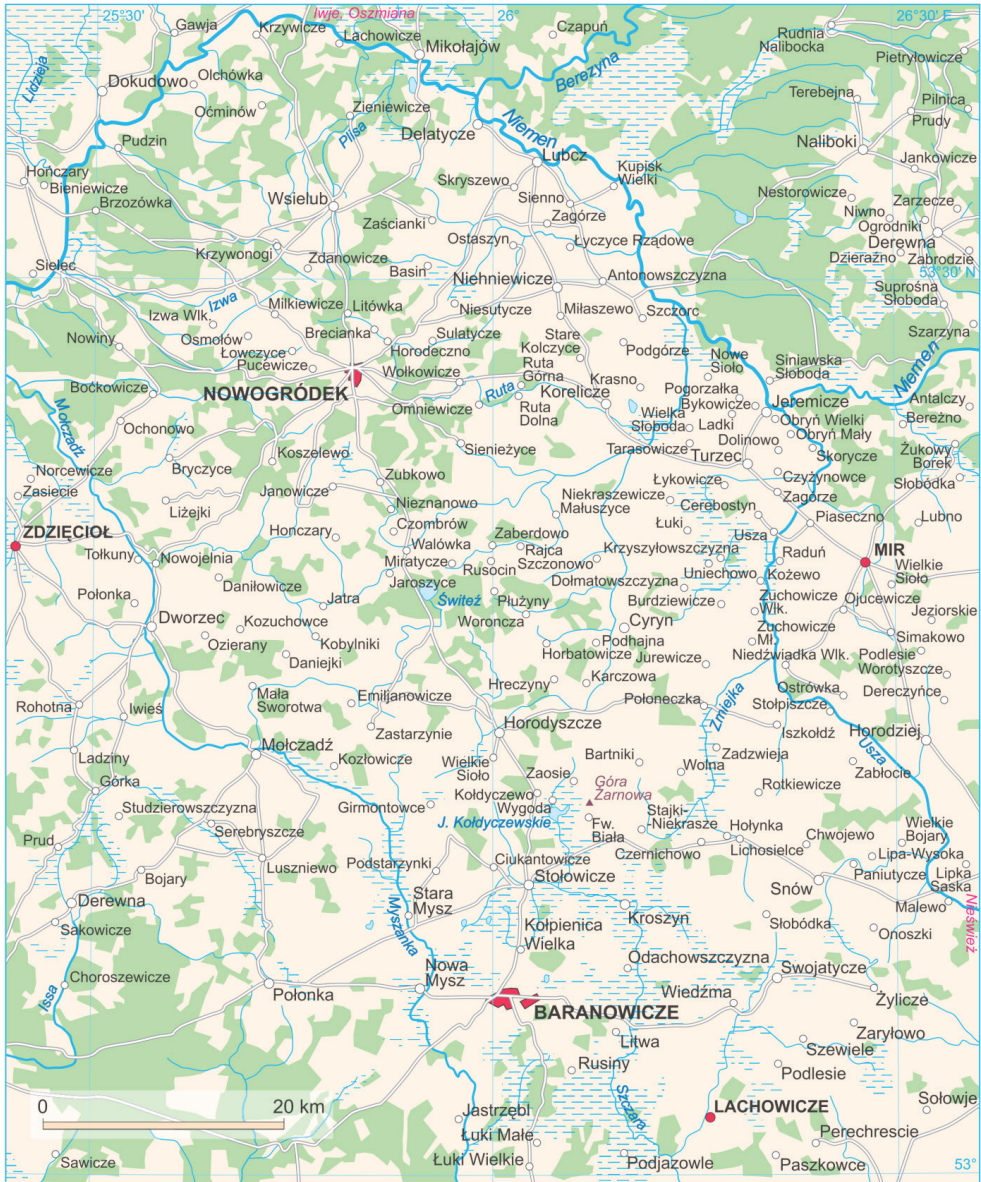 25°30'
Iwje. Oszmiana
26°
26°30' E
Gawja
Krzywicze
Lachowicze
Mikołajów
Czapuń
Rudnia
Nalibocka
Pietryłowicze
Lidzieja
Dokudowo
Olchówka
Oćminów
Zieniewicze
Plisa
Delatycze
Berezyna
Niemen
Terebejna
Pilnica
Prudy
Naliboki
Pudzin
Lubcz
Jankowicze
Hończary
Bieniewicze
Brzozówka
Wsielub
Skryszewo
Kupisk
Wielki
Sienno
Zagórze
Zaścianki
Nestorowicze
Zarzecze
Niwno
Ogrodniki
Derewna
Krzywonogi
Zdanowicze
Ostaszyn
Łyczyce Rządowe
Dzieraźno
Zabrodzie
Sielec
Basin
Niehniewicze
Antonowszczyzna
53°30' N
Suprośna
Słoboda
Izwa
Izwa Wlk.
Milkiewicze
Litówka
Niesutycze
Miłaszewo
Szczorc
Szarzyna
Nowiny
Osmołów
Łowczyce
Pucewicze
Brecianka
Sulatycze
Horodeczno
Stare
Kolczyce
Podgórze
Nowe
Sioło
Siniawska
Słoboda
Niemen
Boćkowicze
NOWOGRÓDEK
Wołkowicze
Ruta
Górna
Krasno
Ruta
Korelicze
Pogorzałka
Bykowicze
Jeremicze
Antalczy
Bereżno
Mołczadź
Omniewicze
Ruta
Dolna
Wielka
Słoboda
Ladki
Obryń Wielki
Obryń Mały
Ochonowo
Sienieżyce
Dolinowo
Skorycze
Żukowy
Borek
Tarasowicze
Turzec
Bryczyce
Koszelewo
Zubkowo
Norcewicze
Zasiecie
Łykowicze
Czyżynowce
Słobódka
Janowicze
Niekraszewicze
Małuszyce
Zagórze
Liżejki
Nieznanowo
Cerebostyn
Piaseczno
Lubno
ZDZIĘCIOŁ
Hończary
Czombrów
Walówka
Zaberdowo
Łuki
Usza
Tołkuny
Nowojelnia
Miratycze
Rajca
Szczonowo
Krzyszyłowszczyzna
Raduń
MIR
Rusocin
Wielkie
Sioło
Daniłowicze
Jaroszyce
Dołmatowszczyzna
Uniechowo
Kożewo
Połonka
Jatra
Świteź
Płużyny
Burdziewicze
Zuchowicze
Włk.
Ojucewicze
Jeziorskie
Dworzec
Kozuchowce
Woroncza
Cyryn
Zuchowicze
Mł.
Simakowo
Ozierany
Kobylniki
Podhajna
Horbatowicze
Daniejki
Jurewicze
Niedźwiadka Wlk.
Podlesie
Worotyszcze
Hreczyny
Karczowa
Dereczyńce
Mała
Sworotwa
Emiljanowicze
Połoneczka
Żmiejka
Ostrówka
Stołpiszcze
Rohotna
Iwieś
Zastarzynie
Horodyszcze
Iszkołdź
Horodziej
Mołczadź
Bartniki
Zadzwieja
Usza
Ladziny
Kozłowicze
Wielkie
Sioło
Zaosie
Wolna
Zabłocie
Górka
Góra
Żarnowa
Rotkiewicze
Kołdyczewo
Studzierowszczyzna
Girmontowce
Wygoda
Stajki-
-Niekrasze
Serebryszcze
J. Kołdyczewskie
Fw.
Biała
Hołynka
Chwojewo
Wielkie
Bojary
Prud
Czernichowo
Lichosielce
Lipa-Wysoka
Luszniewo
Podstarzynki
Ciukantowicze
Paniutycze
Lipka
Saska
Bojary
Stołowicze
Snów
Derewna
Stara
Mysz
Kroszyn
Malewo
Sakowicze
Myszanka
Kołpienica
Wielka
Słobódka
Onoszki
Nieśwież
Odachowszczyzna
Choroszewicze
Nowa
Mysz
Swojatycze
Issa
Połonka
Wiedźma
Żylicze
BARANOWICZE
Zaryłowo
Litwa
Szewiele
Rusiny
Podlesie
Szczara
0
20 km
LACHOWICZE
Sołowje
Jastrzębl
Łuki Małe
Perechrescie
Sawicze
Łuki Wielkie
Podjazowle
Paszkowce
53°